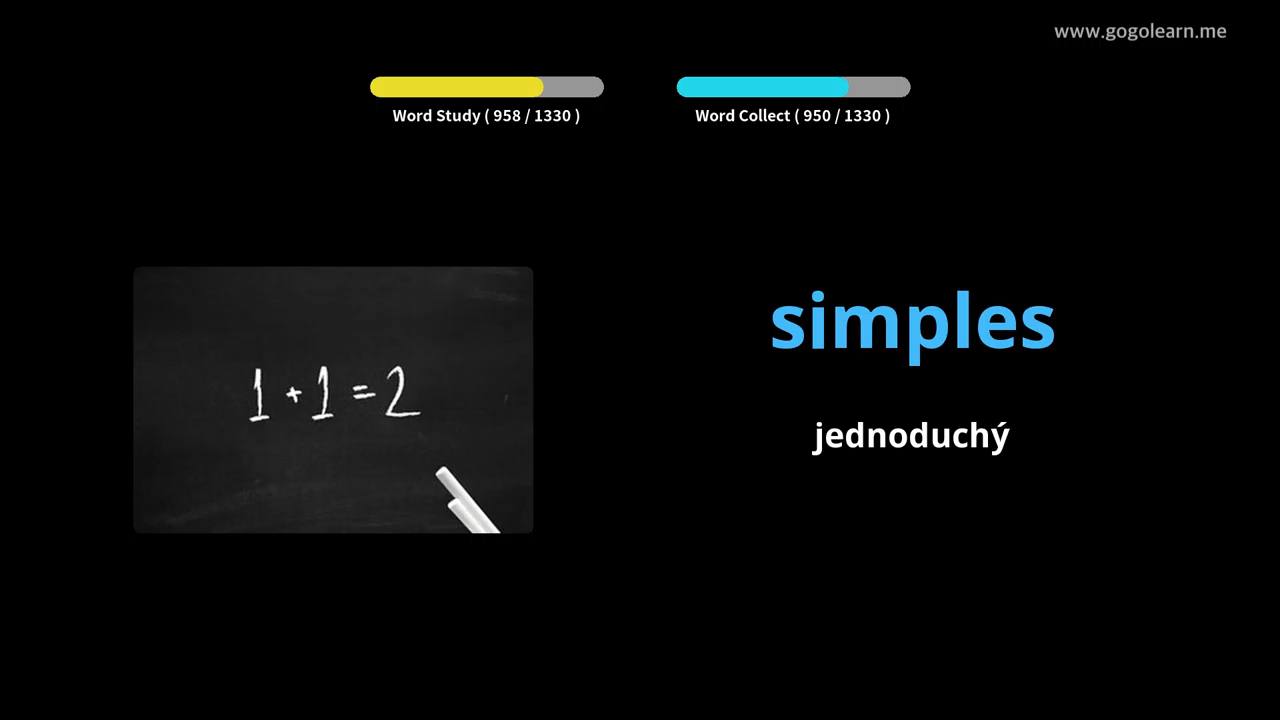 www.gogolearn.me
Word Study ( 958 / 1330 )
Word Collect ( 950 / 1330 )
1 + 1 = 2
simples
jednoduchý